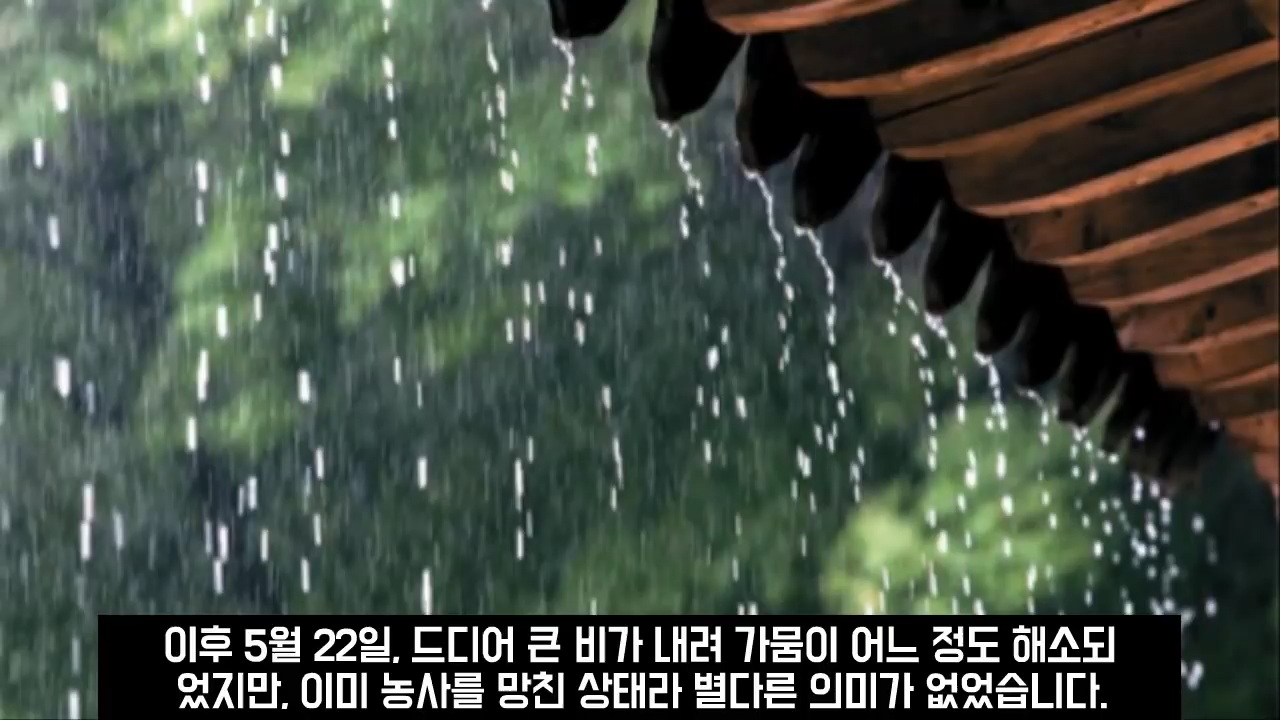 이후 5월 22일, 드디어 큰 비가 내려 가뭄이 어느 정도 해소되
었지만, 이미 농사를 망친 상태라 별다른 의미가 없었습니다.